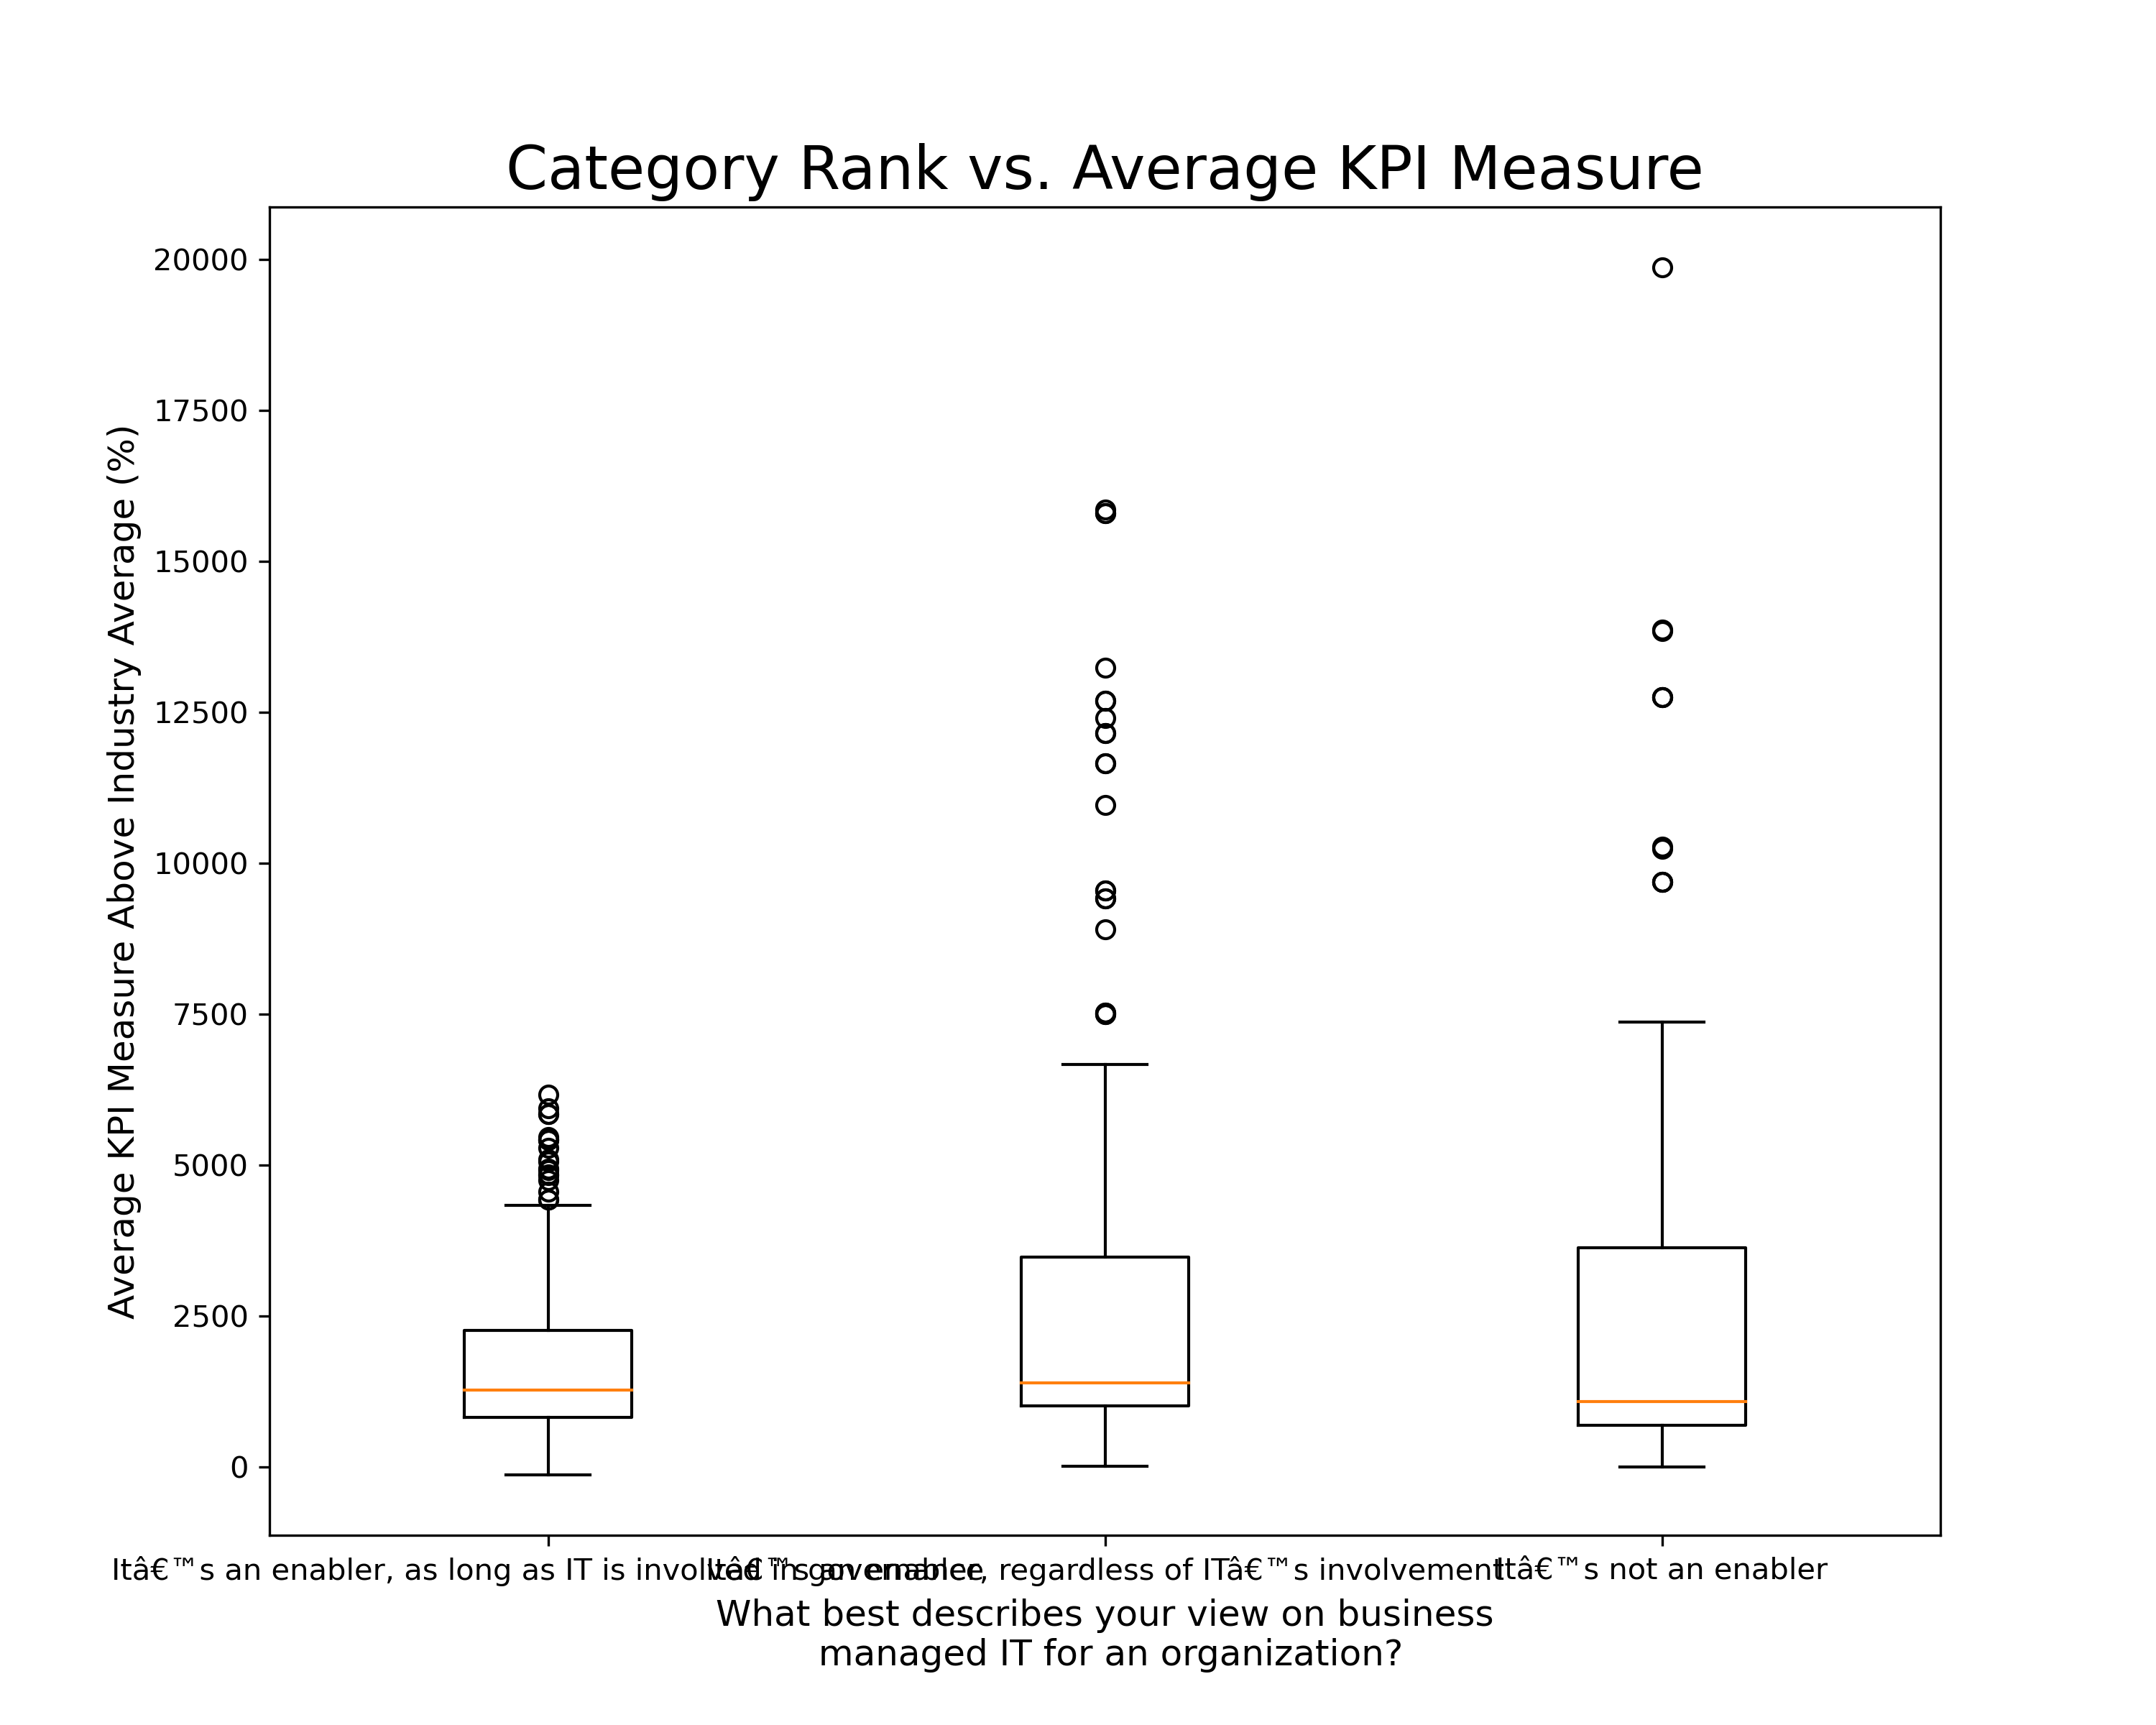 Category Rank vs. Average KPI Measure
Average KPI Measure Above Industry Average (%)
20000
17500
15000
12500
10000
7500
5000
2500
0
Itâ€™s an enabler, as long as IT is involved in governance
Itâ€™s an enabler, regardless of ITâ€™s involvement
Itâ€™s not an enabler
What best describes your view on business
managed IT for an organization?